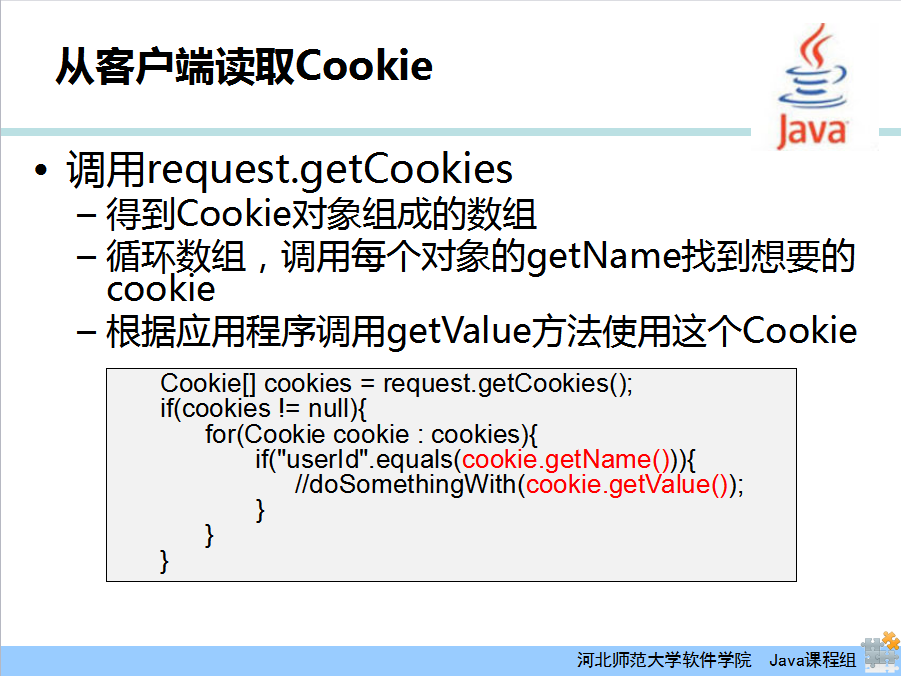 从客户端读取Cookie
Java
• 调用request.getCookies
– 得到Cookie对象组成的数组
– 循环数组，调用每个对象的getName找到想要的
cookie
– 根据应用程序调用getValue方法使用这个Cookie
Cookie[] cookies = request.getCookies();
if(cookies != null){
for(Cookie cookie : cookies){
if("userId".equals(cookie.getName())){
//doSomethingWith(cookie.getValue());
}
}
}
河北师范大学软件学院 Java课程组